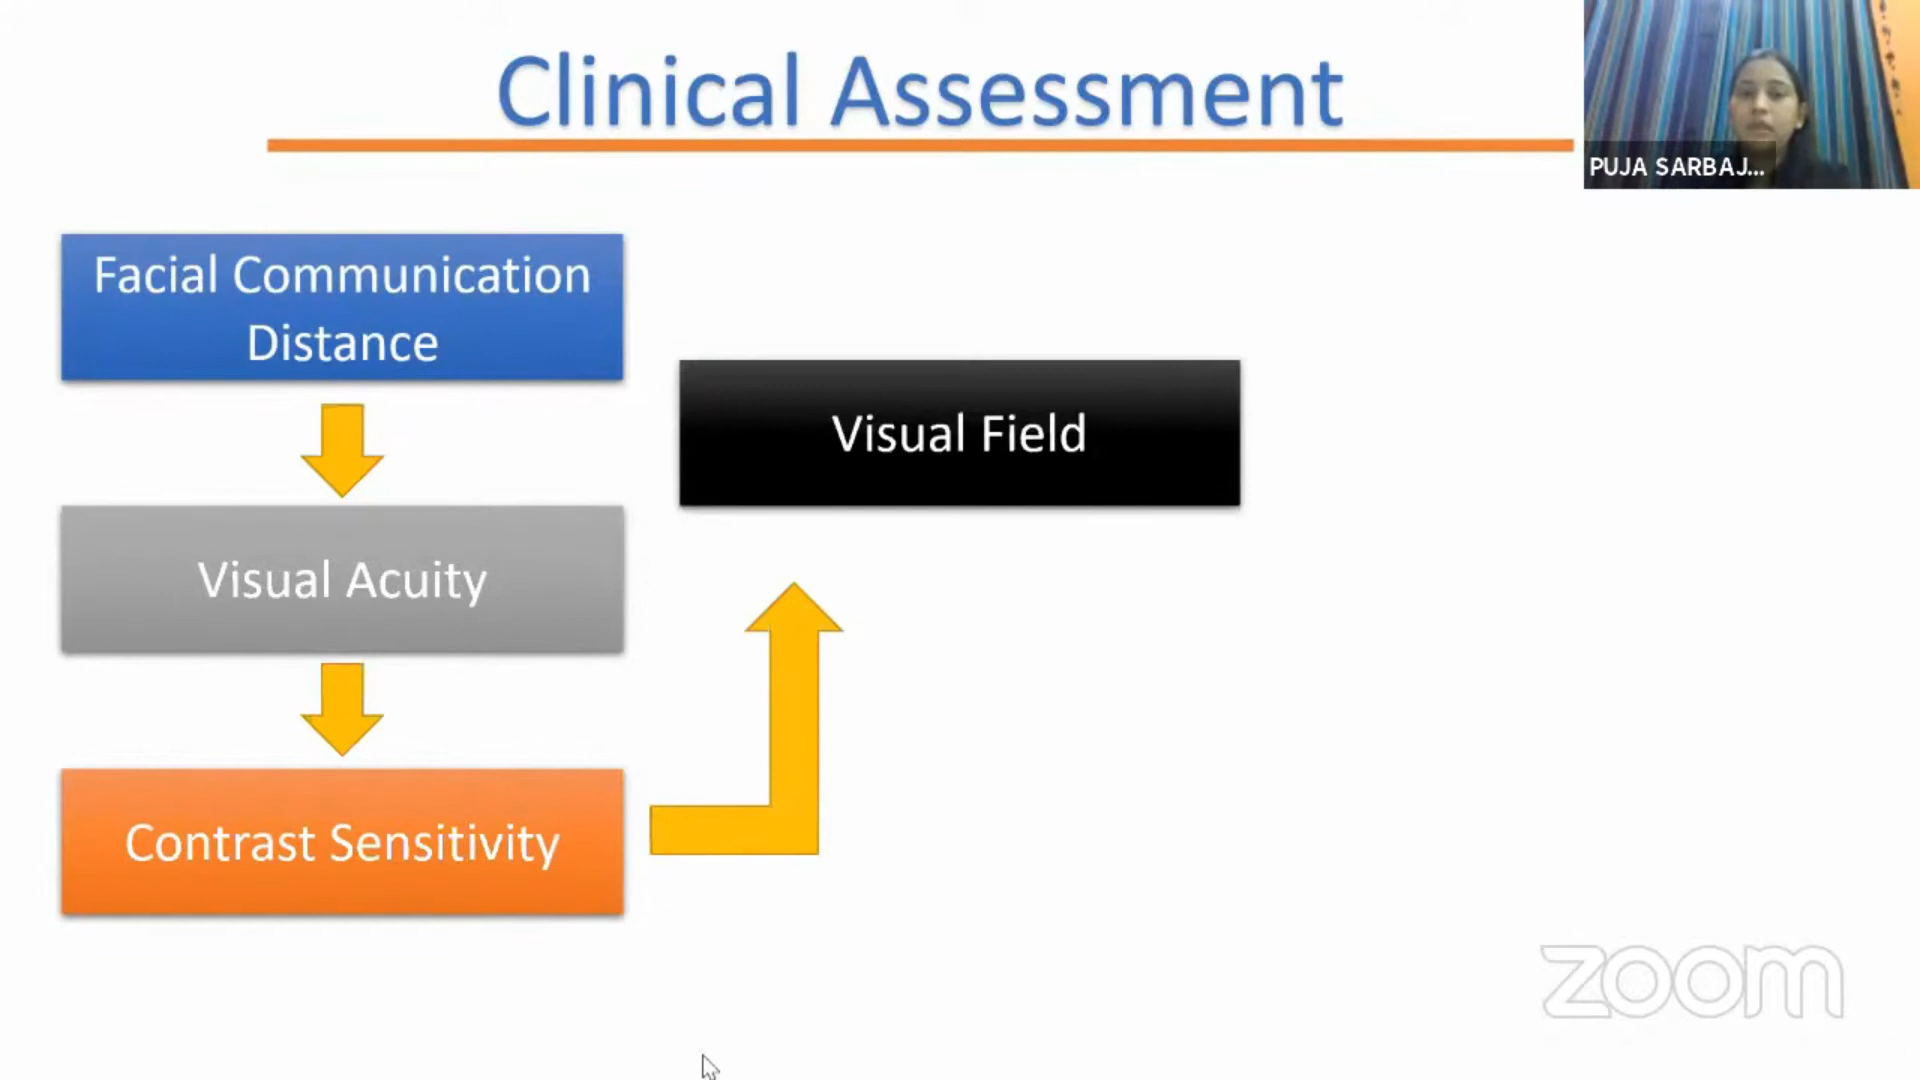 Clinical Assessment
PUJA SARBAJ...
Facial Communication
Distance
Visual Field
Visual Acuity
Contrast Sensitivity
zoom